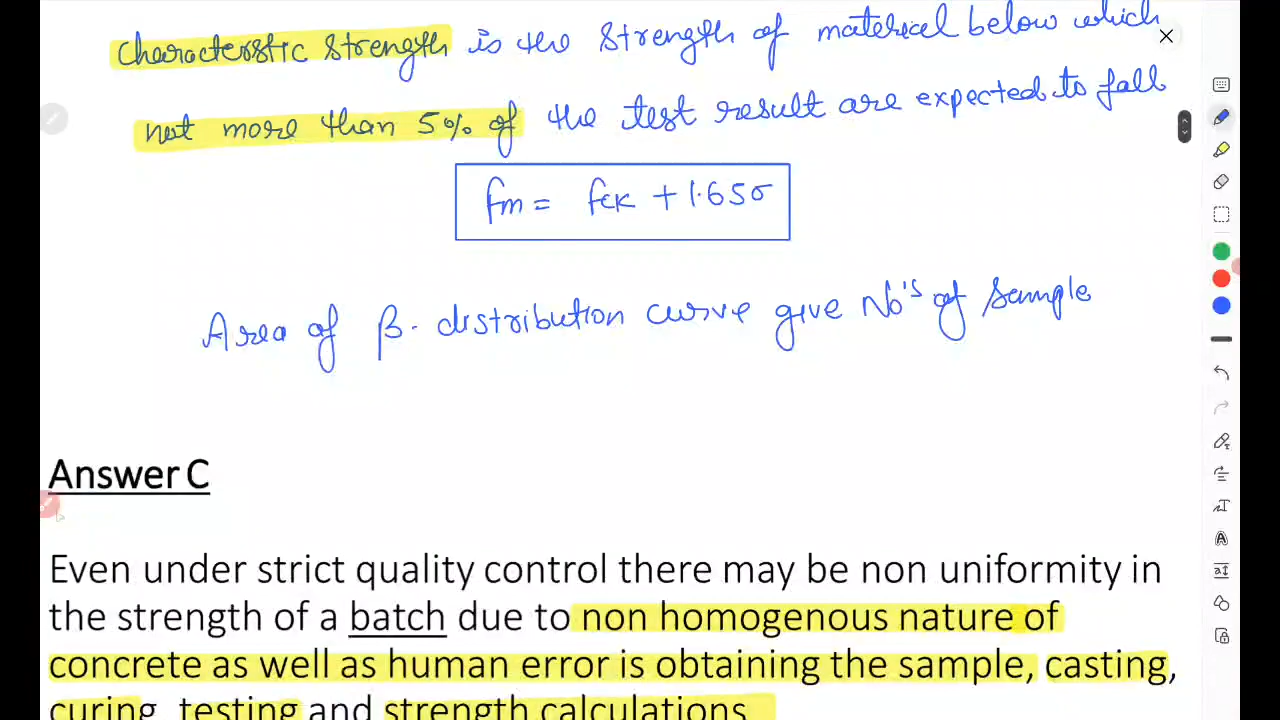 characteristic strength is the strength of material below which
not more than 5% of the test result are expected to fall
fm = fck + 1.65σ
Area of β-distribution curve give No's of Sample
Answer C
Even under strict quality control there may be non uniformity in
the strength of a batch due to non homogenous nature of
concrete as well as human error is obtaining the sample, casting,
curing, testing and strength calculations.